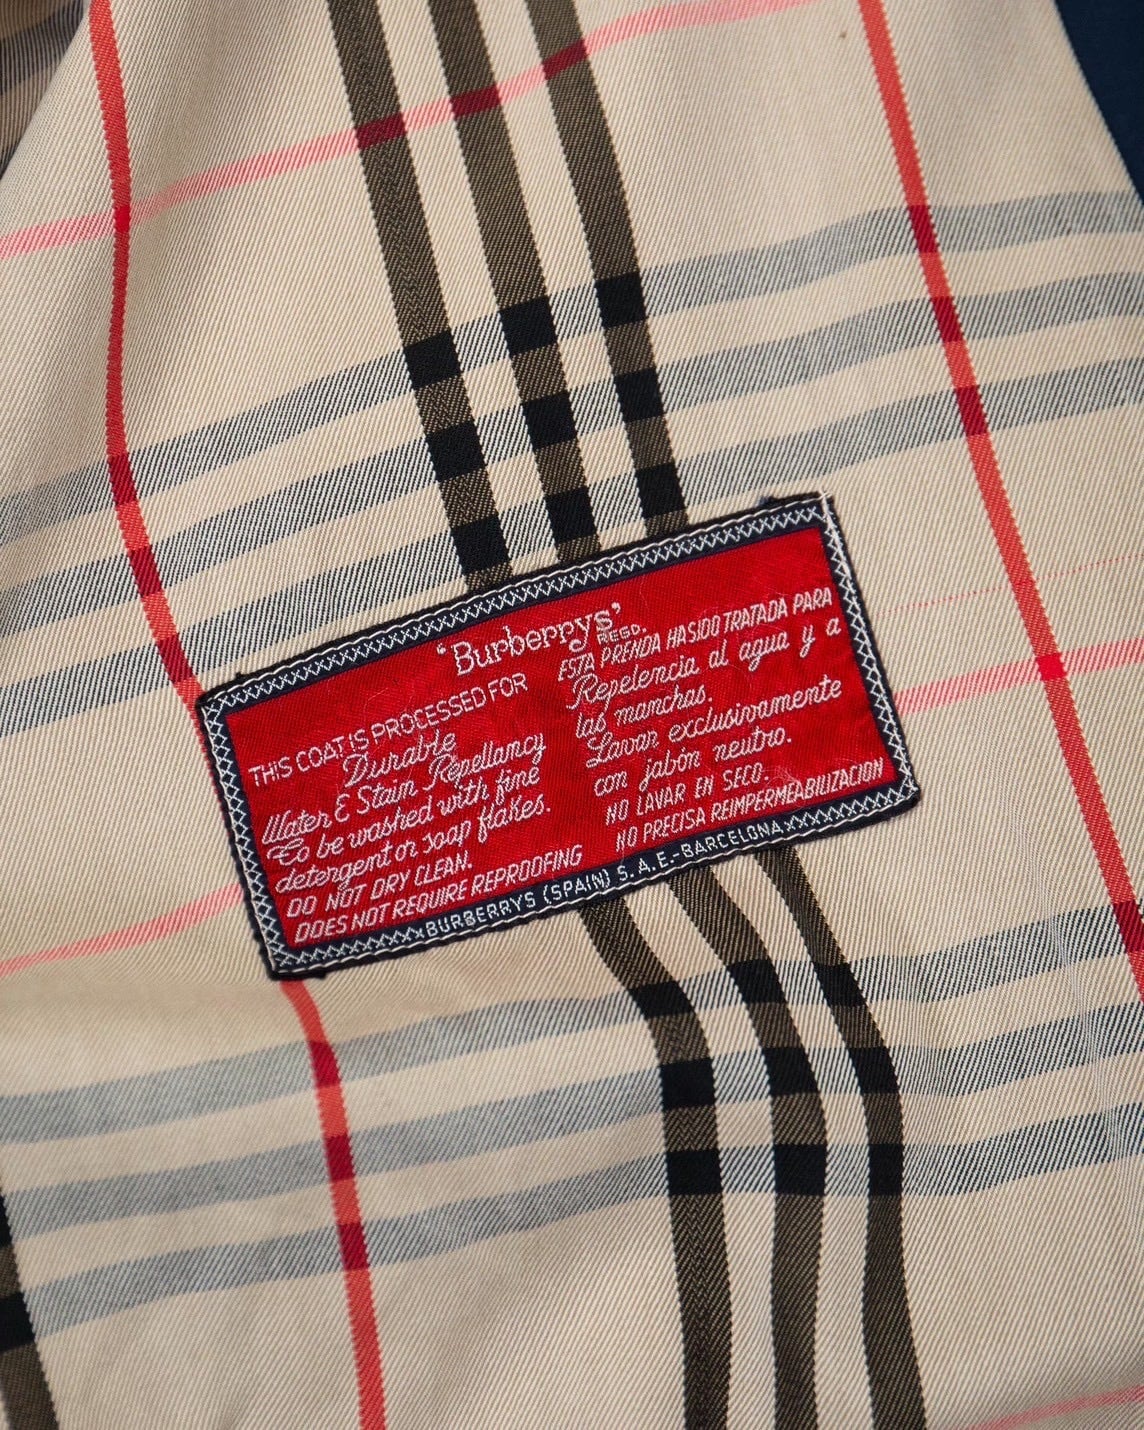 'Burberrys'
REGD.
THIS COAT IS PROCESSED FOR
Durable
Water & Stain Repellancy
To be washed with fine
detergent or soap flakes.
DO NOT DRY CLEAN.
DOES NOT REQUIRE REPROOFING
ESTA PRENDA HA SIDO TRATADA PARA
Repelencia al agua y a
las manchas.
Lavar exclusivamente
con jabón neutro.
NO LAVAR EN SECO.
NO PRECISA REIMPERMEABILIZACION
BURBERRYS (SPAIN) S.A.E.-BARCELONA